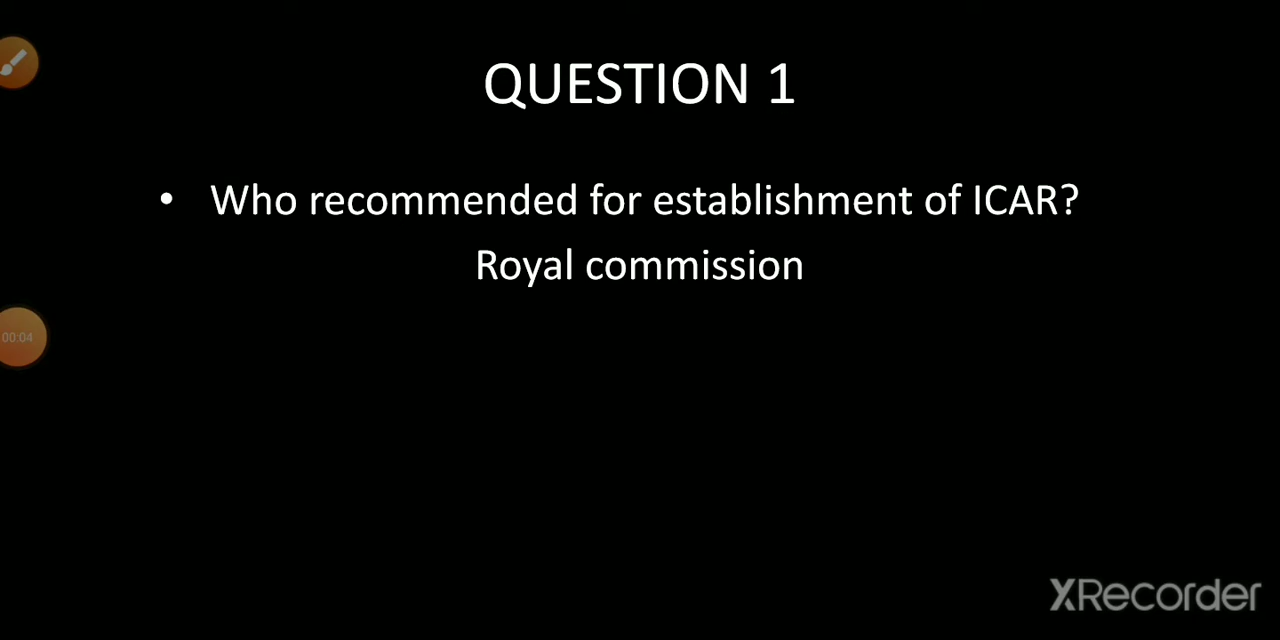 QUESTION 1
• Who recommended for establishment of ICAR?
Royal commission
00:04
XRecorder